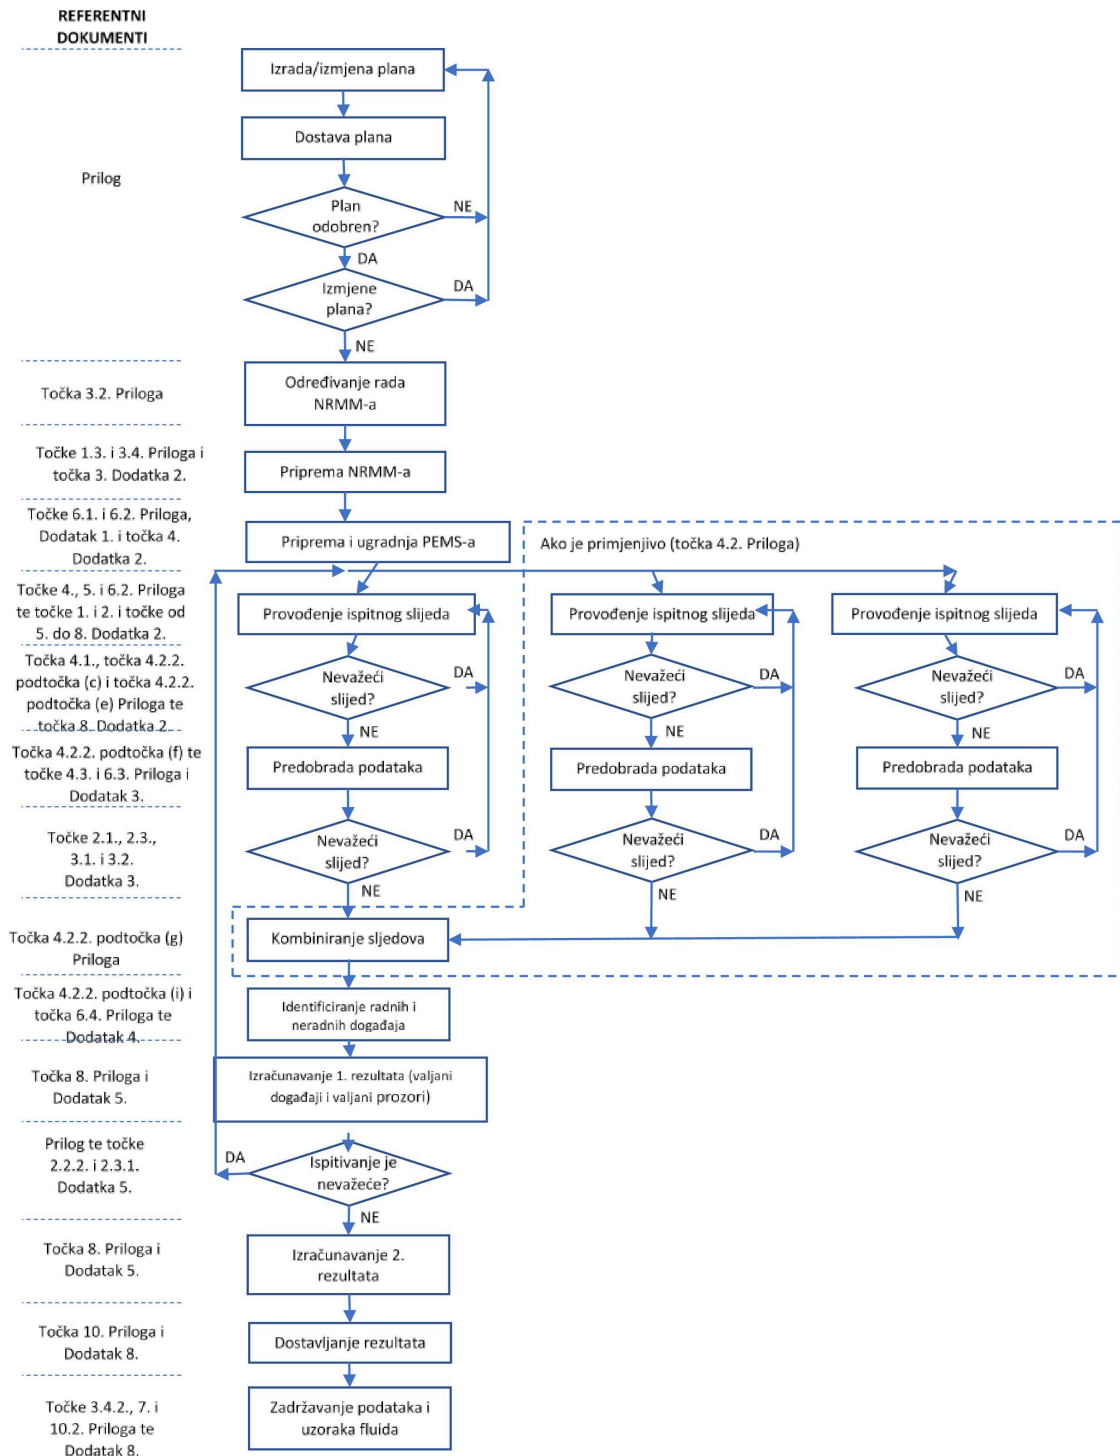 REFERENTNI
DOKUMENTI
Izrada/izmjena plana
Dostava plana
Prilog
Plan
odobren?
NE
DA
Izmjene
plana?
DA
NE
Točka 3.2. Priloga
Određivanje rada
NRMM-a
Točke 1.3. i 3.4. Priloga i
točka 3. Dodatka 2.
Priprema NRMM-a
Točke 6.1. i 6.2. Priloga,
Dodatak 1. i točka 4.
Dodatka 2.
Priprema i ugradnja PEMS-a
Ako je primjenjivo (točka 4.2. Priloga)
Točke 4., 5. i 6.2. Priloga
te točke 1. i 2. i točke od
5. do 8. Dodatka 2.
Provođenje ispitnog slijeda
Provođenje ispitnog slijeda
Provođenje ispitnog slijeda
Točka 4.1., točka 4.2.2.
podtočka (c) i točka 4.2.2.
podtočka (e) Priloga te
točka 8. Dodatka 2.
Nevažeći
slijed?
DA
NE
Nevažeći
slijed?
DA
NE
Nevažeći
slijed?
DA
NE
Točka 4.2.2. podtočka (f) te
točke 4.3. i 6.3. Priloga i
Dodatak 3.
Predobrada podataka
Predobrada podataka
Predobrada podataka
Točke 2.1., 2.3.,
3.1. i 3.2.
Dodatka 3.
Nevažeći
slijed?
DA
NE
Nevažeći
slijed?
DA
NE
Nevažeći
slijed?
DA
NE
Točka 4.2.2. podtočka (g)
Priloga
Kombiniranje sljedova
Točka 4.2.2. podtočka (i) i
točka 6.4. Priloga te
Dodatak 4.
Identificiranje radnih i
neradnih događaja
Točka 8. Priloga i
Dodatak 5.
Izračunavanje 1. rezultata (valjani
događaji i valjani prozori)
Prilog te točke
2.2.2. i 2.3.1.
Dodatka 5.
DA
Ispitivanje je
nevažeće?
NE
Točka 8. Priloga i
Dodatak 5.
Izračunavanje 2.
rezultata
Točka 10. Priloga i
Dodatak 8.
Dostavljanje rezultata
Točke 3.4.2., 7. i
10.2. Priloga te
Dodatak 8.
Zadržavanje podataka i
uzoraka fluida